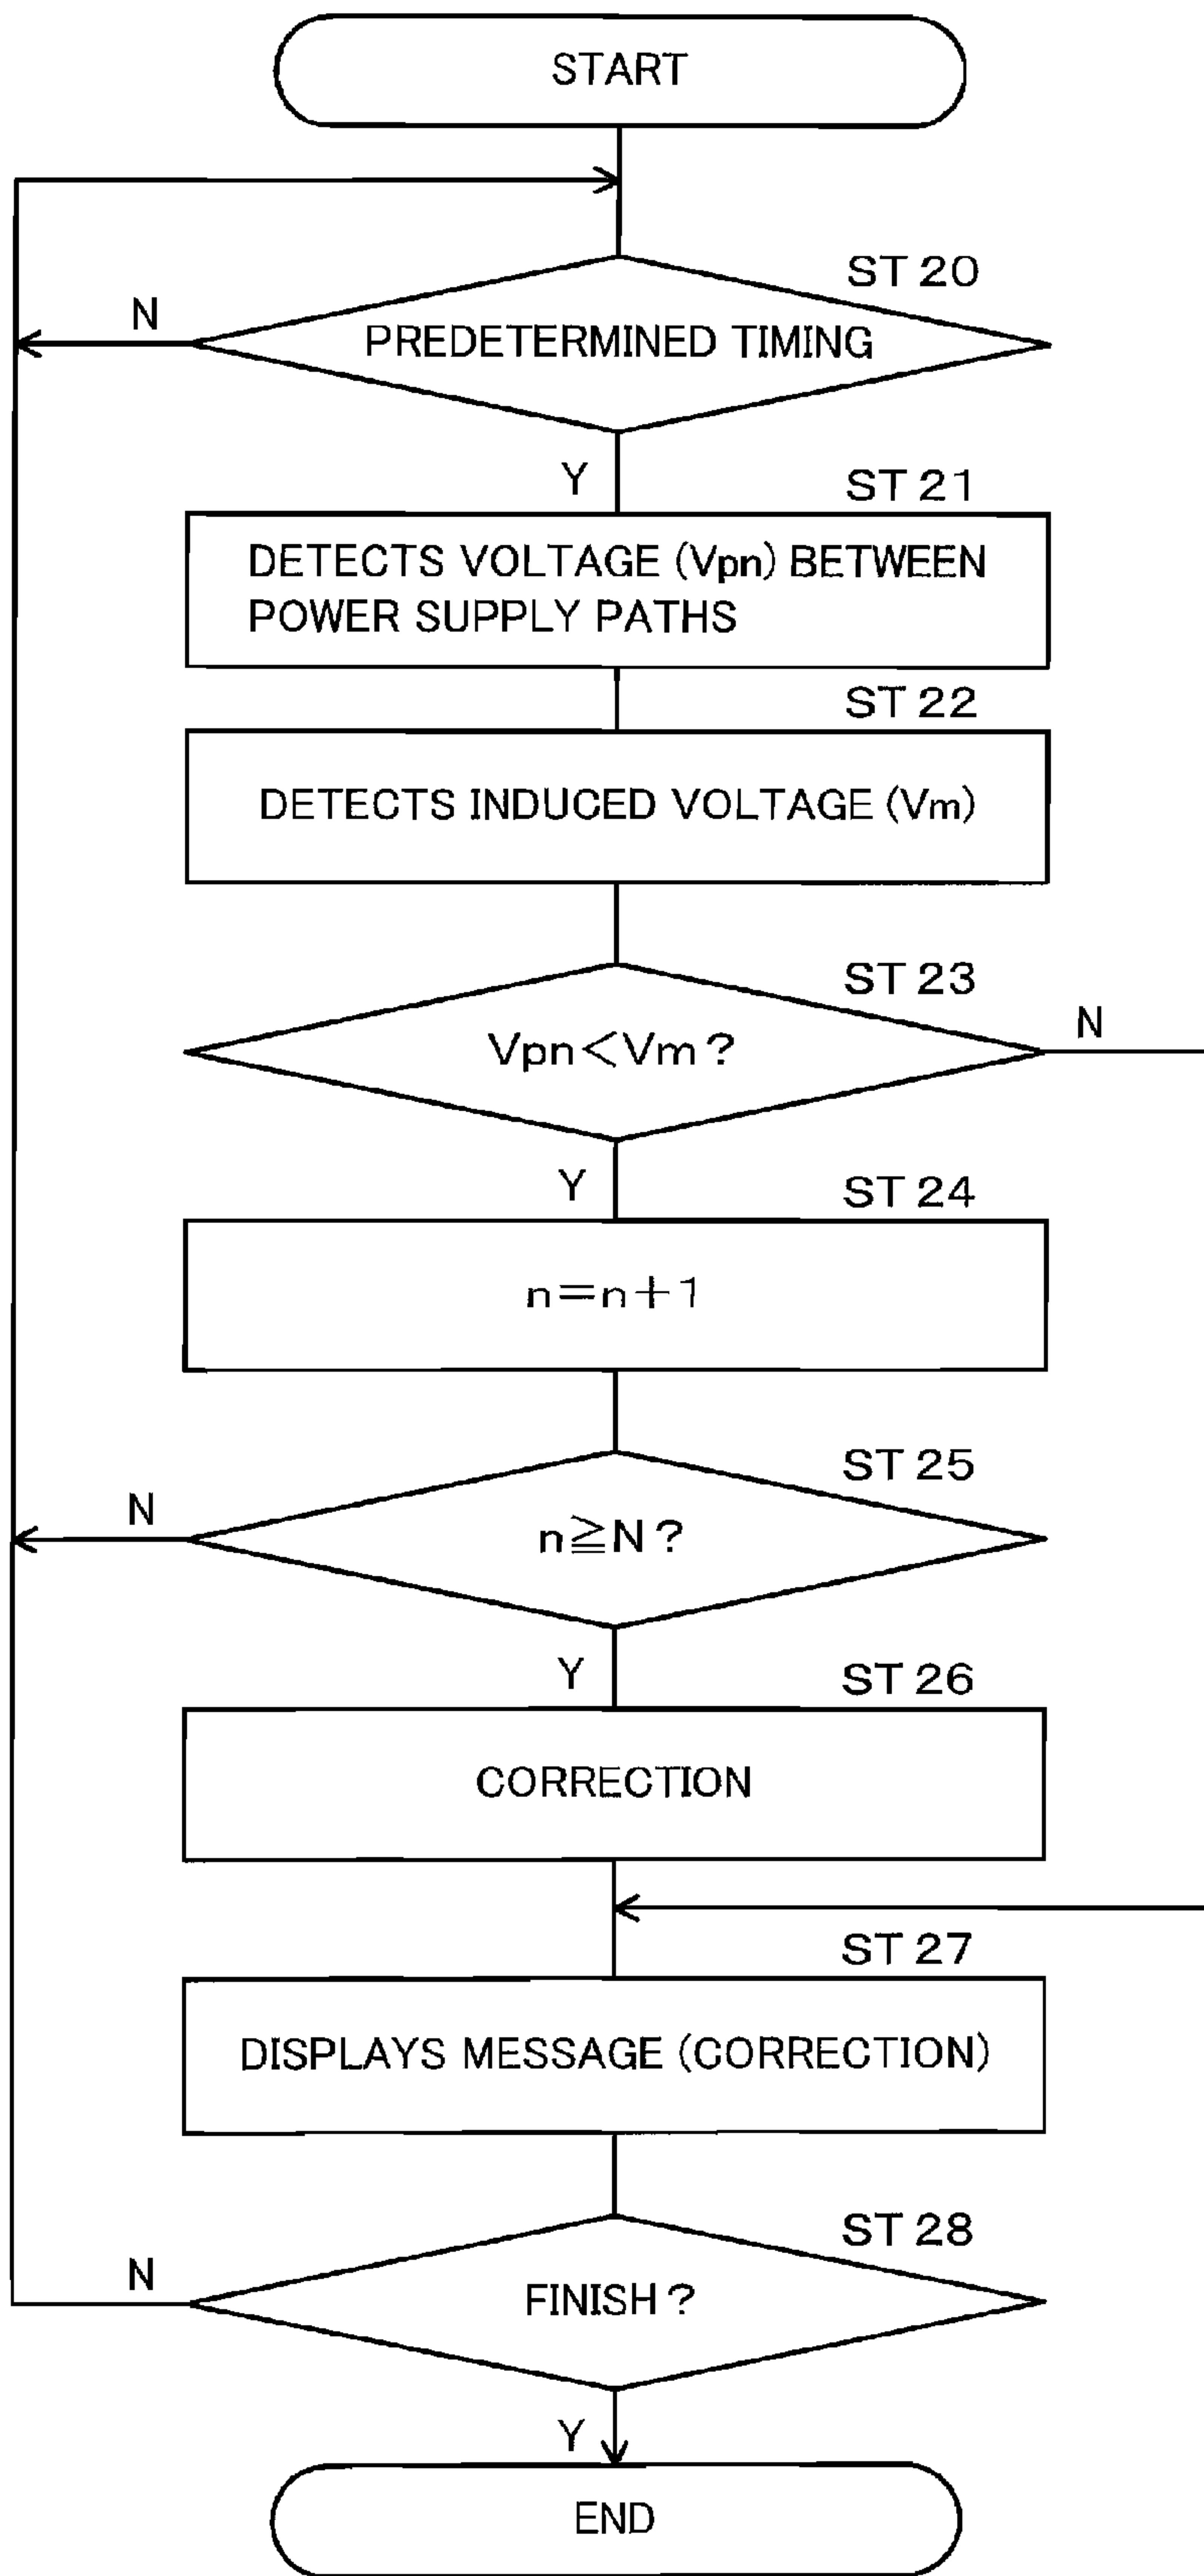 START
ST 20
N
PREDETERMINED TIMING
Y
ST 21
DETECTS VOLTAGE (Vpn) BETWEEN
POWER SUPPLY PATHS
ST 22
DETECTS INDUCED VOLTAGE (Vm)
ST 23
Vpn<Vm?
N
Y
ST 24
n=n+1
ST 25
N
n≧N?
Y
ST 26
CORRECTION
ST 27
DISPLAYS MESSAGE (CORRECTION)
ST 28
N
FINISH?
Y
END